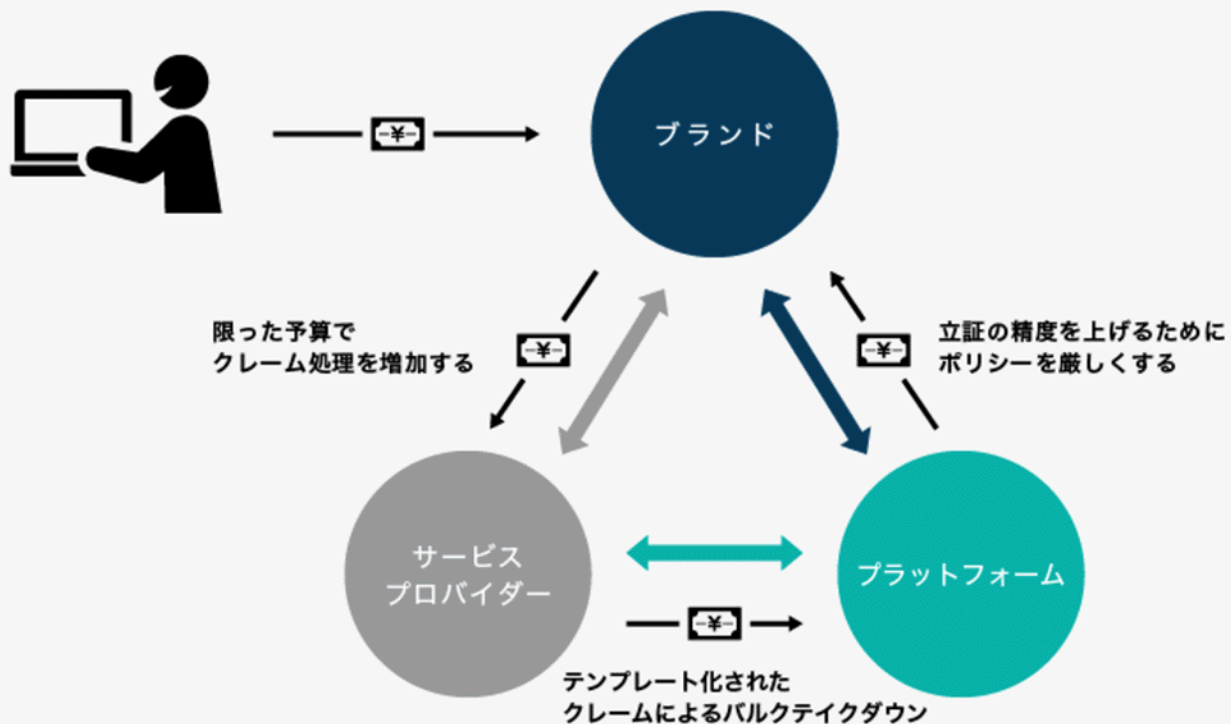 ブランド
限った予算で
クレーム処理を増加する
立証の精度を上げるために
ポリシーを厳しくする
サービス
プロバイダー
プラットフォーム
テンプレート化された
クレームによるバルクテイクダウン
¥
¥
¥
¥